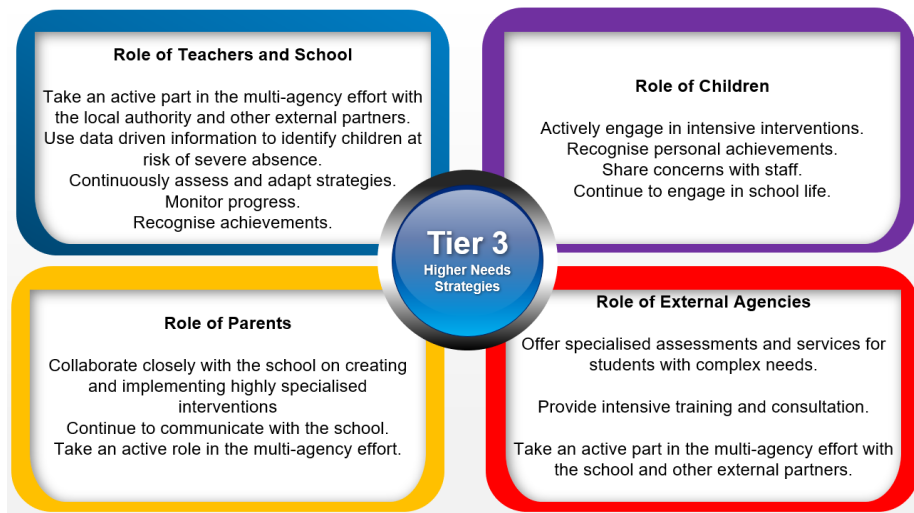 Role of Teachers and School
Take an active part in the multi-agency effort with
the local authority and other external partners.
Use data driven information to identify children at
risk of severe absence.
Continuously assess and adapt strategies.
Monitor progress.
Recognise achievements.
Role of Children
Actively engage in intensive interventions.
Recognise personal achievements.
Share concerns with staff.
Continue to engage in school life.
Tier 3
Higher Needs
Strategies
Role of Parents
Collaborate closely with the school on creating
and implementing highly specialised
interventions
Continue to communicate with the school.
Take an active role in the multi-agency effort.
Role of External Agencies
Offer specialised assessments and services for
students with complex needs.
Provide intensive training and consultation.
Take an active part in the multi-agency effort with
the school and other external partners.